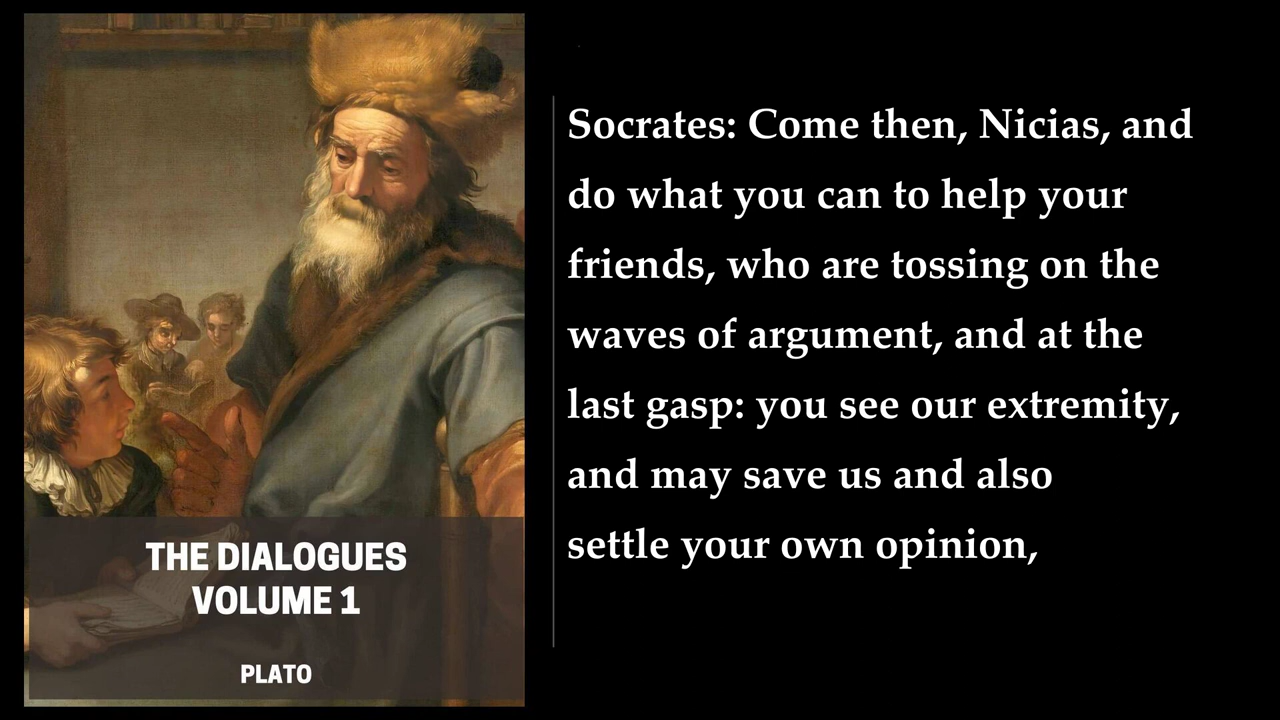 Socrates: Come then, Nicias, and
do what you can to help your
friends, who are tossing on the
waves of argument, and at the
last gasp: you see our extremity,
and may save us and also
settle your own opinion,
THE DIALOGUES
VOLUME 1
PLATO